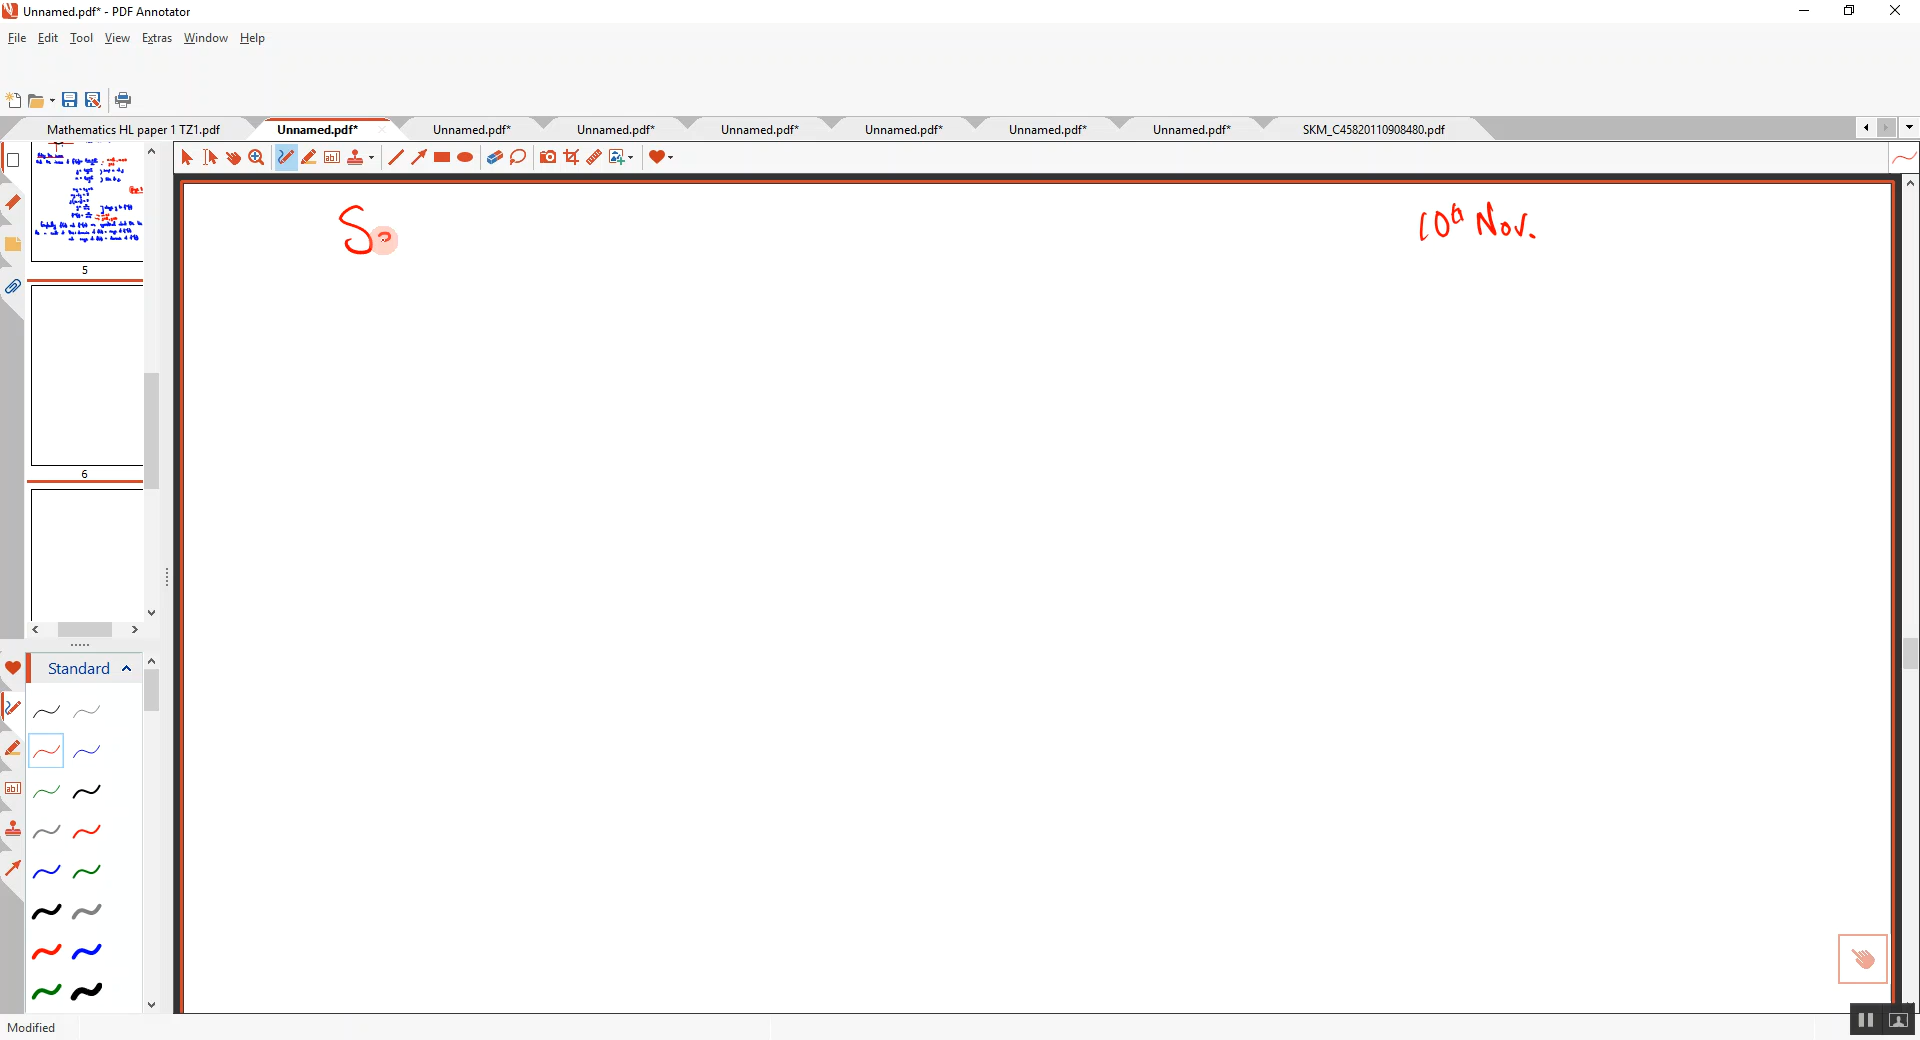 Unnamed.pdf* - PDF Annotator
File Edit Tool View Extras Window Help
Mathematics HL paper 1 TZ1.pdf Unnamed.pdf* Unnamed.pdf* Unnamed.pdf* Unnamed.pdf* Unnamed.pdf* Unnamed.pdf* Unnamed.pdf* SKM_C45820110908480.pdf
10th Nov.
5
6
Standard
Modified